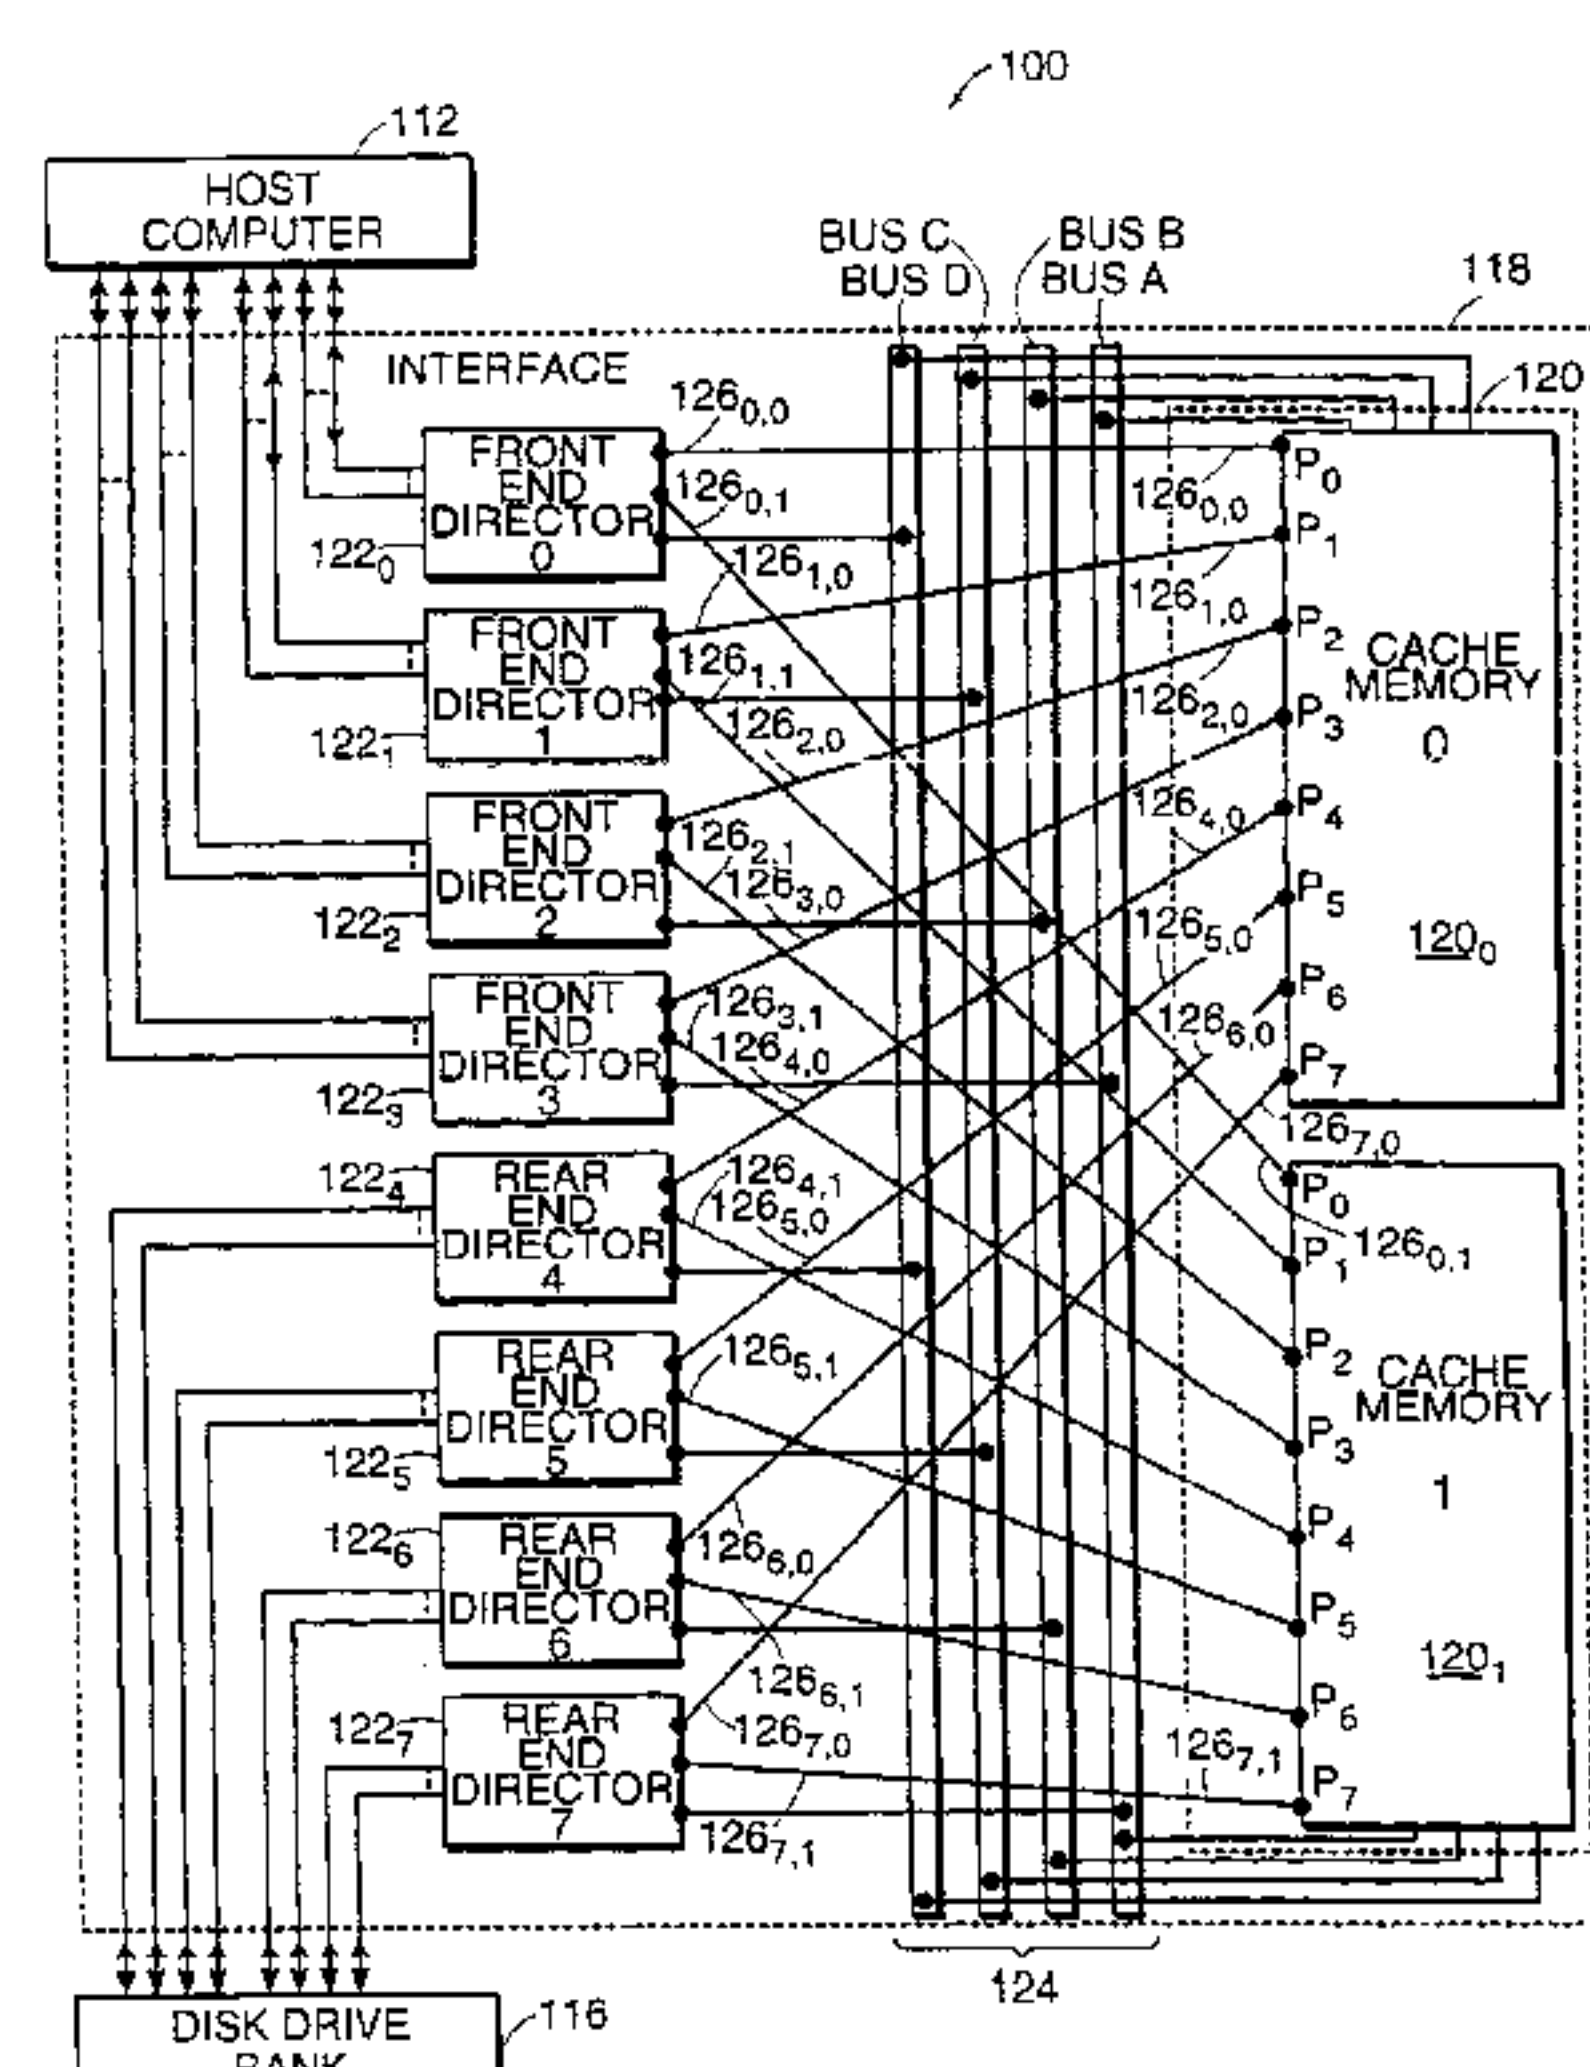 100
112
HOST
COMPUTER
BUS C
BUS D
BUS B
BUS A
118
INTERFACE
120
FRONT
END
DIRECTOR
0
122₀
126₀,₀
126₀,₁
126₀,₀
P₀
FRONT
END
DIRECTOR
1
122₁
126₁,₀
126₁,₁
126₁,₀
P₁
FRONT
END
DIRECTOR
2
122₂
126₂,₀
126₂,₁
126₂,₀
P₂
P₃
CACHE
MEMORY
0
120₀
FRONT
END
DIRECTOR
3
122₃
126₃,₀
126₃,₁
126₄,₀
P₄
126₅,₀
P₅
126₆,₀
P₆
P₇
126₇,₀
REAR
END
DIRECTOR
4
122₄
126₄,₀
126₄,₁
126₅,₀
P₀
126₀,₁
P₁
REAR
END
DIRECTOR
5
122₅
126₅,₁
P₂
P₃
CACHE
MEMORY
1
120₁
REAR
END
DIRECTOR
6
122₆
126₆,₀
126₆,₁
P₄
P₅
P₆
REAR
END
DIRECTOR
7
122₇
126₇,₀
126₇,₁
126₇,₁
P₇
124
DISK DRIVE
BANK
116